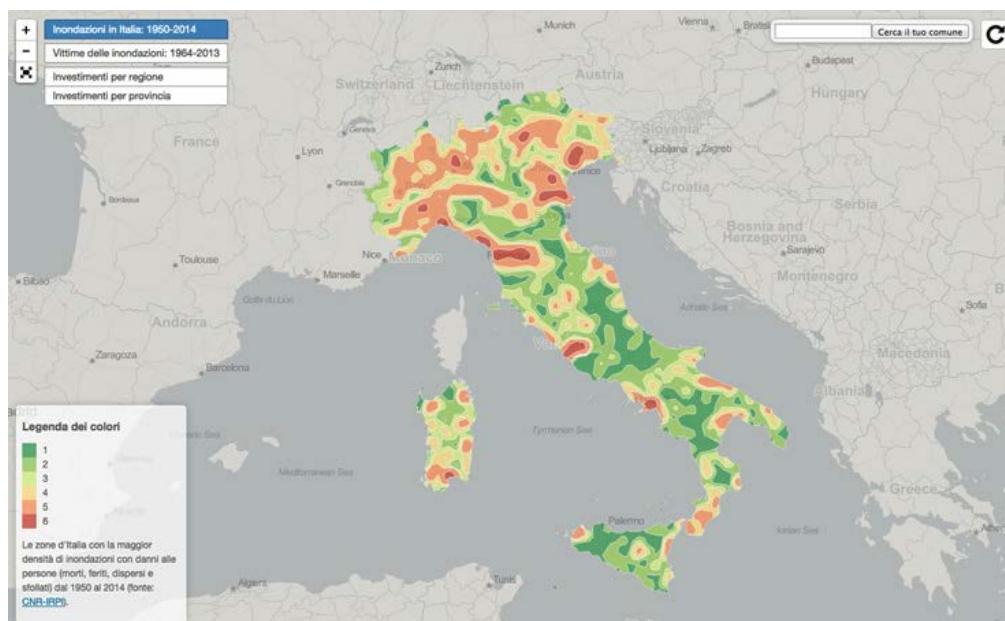 +
−
Inondazioni in Italia: 1950-2014
Vittime delle inondazioni: 1964-2013
Investimenti per regione
Investimenti per provincia
Cerca il tuo comune
Munich
Vienna
Budapest
Zurich
Switzerland
Liechtenstein
Austria
Hungary
Geneva
France
Lyon
Slovenia
Ljubljana
Zagreb
Grenoble
Venice
Croatia
Bordeaux
Serbia
Bosnia and
Herzegovina
Nice
Monaco
Sarajevo
Toulouse
Marseille
Bilbao
Montenegro
Golfe du Lion
Adriatic Sea
Sofia
Andorra
Macedonia
Zaragoza
Barcelona
Albania
Tyrrhenian Sea
Mediterranean Sea
Greece
Palermo
Ionian Sea
Algiers
Tunis
Legenda dei colori
1
2
3
4
5
6
Le zone d'Italia con la maggior
densità di inondazioni con danni alle
persone (morti, feriti, dispersi e
sfollati) dal 1950 al 2014 (fonte:
CNR-IRPI).